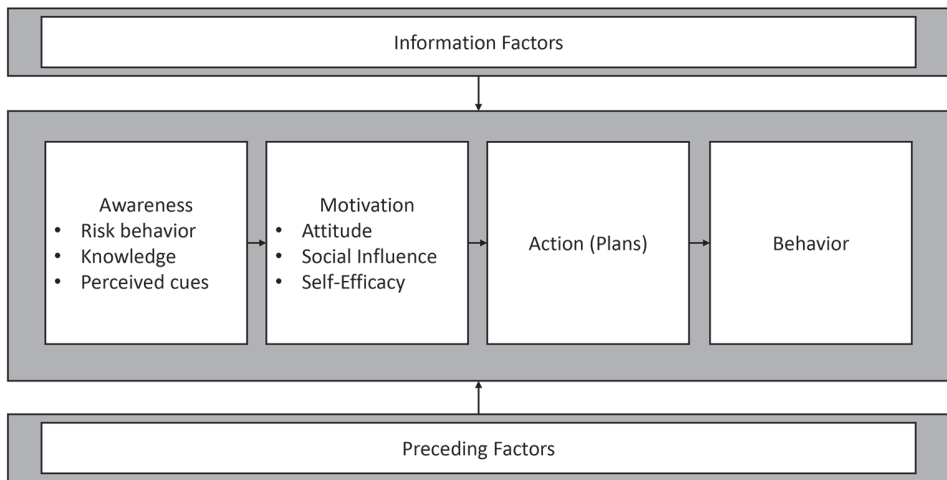 Information Factors
Awareness
• Risk behavior
• Knowledge
• Perceived cues
Motivation
• Attitude
• Social Influence
• Self-Efficacy
Action (Plans)
Behavior
Preceding Factors